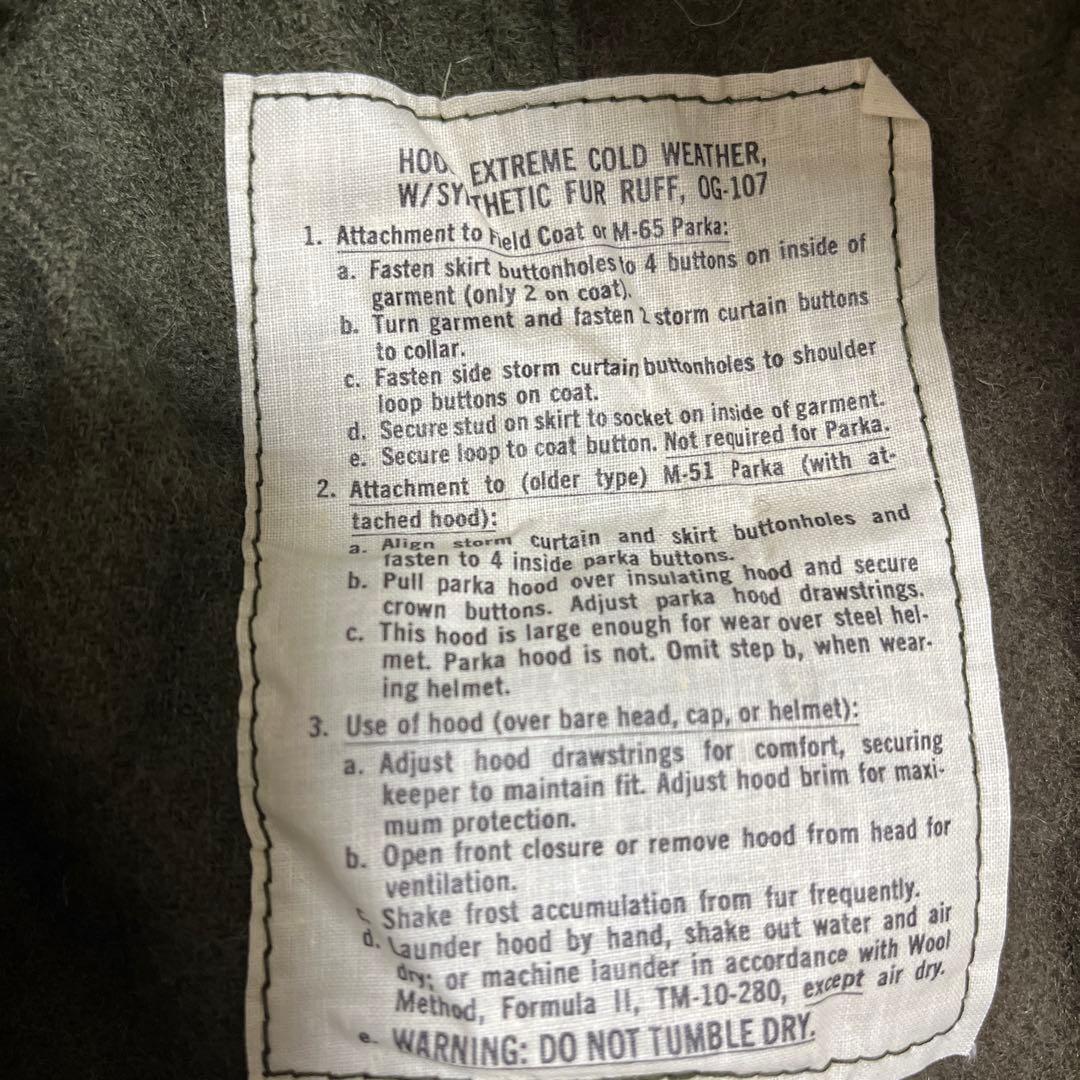 HOOD, EXTREME COLD WEATHER,
W/SYNTHETIC FUR RUFF, OG-107
1. Attachment to Field Coat or M-65 Parka:
a. Fasten skirt buttonholes to 4 buttons on inside of
garment (only 2 on coat).
b. Turn garment and fasten 2 storm curtain buttons
to collar.
c. Fasten side storm curtain buttonholes to shoulder
loop buttons on coat.
d. Secure stud on skirt to socket on inside of garment.
e. Secure loop to coat button. Not required for Parka.
2. Attachment to (older type) M-51 Parka (with at-
tached hood):
a. Align storm curtain and skirt buttonholes and
fasten to 4 inside parka buttons.
b. Pull parka hood over insulating hood and secure
crown buttons. Adjust parka hood drawstrings.
c. This hood is large enough for wear over steel hel-
met. Parka hood is not. Omit step b, when wear-
ing helmet.
3. Use of hood (over bare head, cap, or helmet):
a. Adjust hood drawstrings for comfort, securing
keeper to maintain fit. Adjust hood brim for maxi-
mum protection.
b. Open front closure or remove hood from head for
ventilation.
c. Shake frost accumulation from fur frequently.
d. Launder hood by hand, shake out water and air
dry; or machine launder in accordance with Wool
Method, Formula II, TM-10-280, except air dry.
e. WARNING: DO NOT TUMBLE DRY.